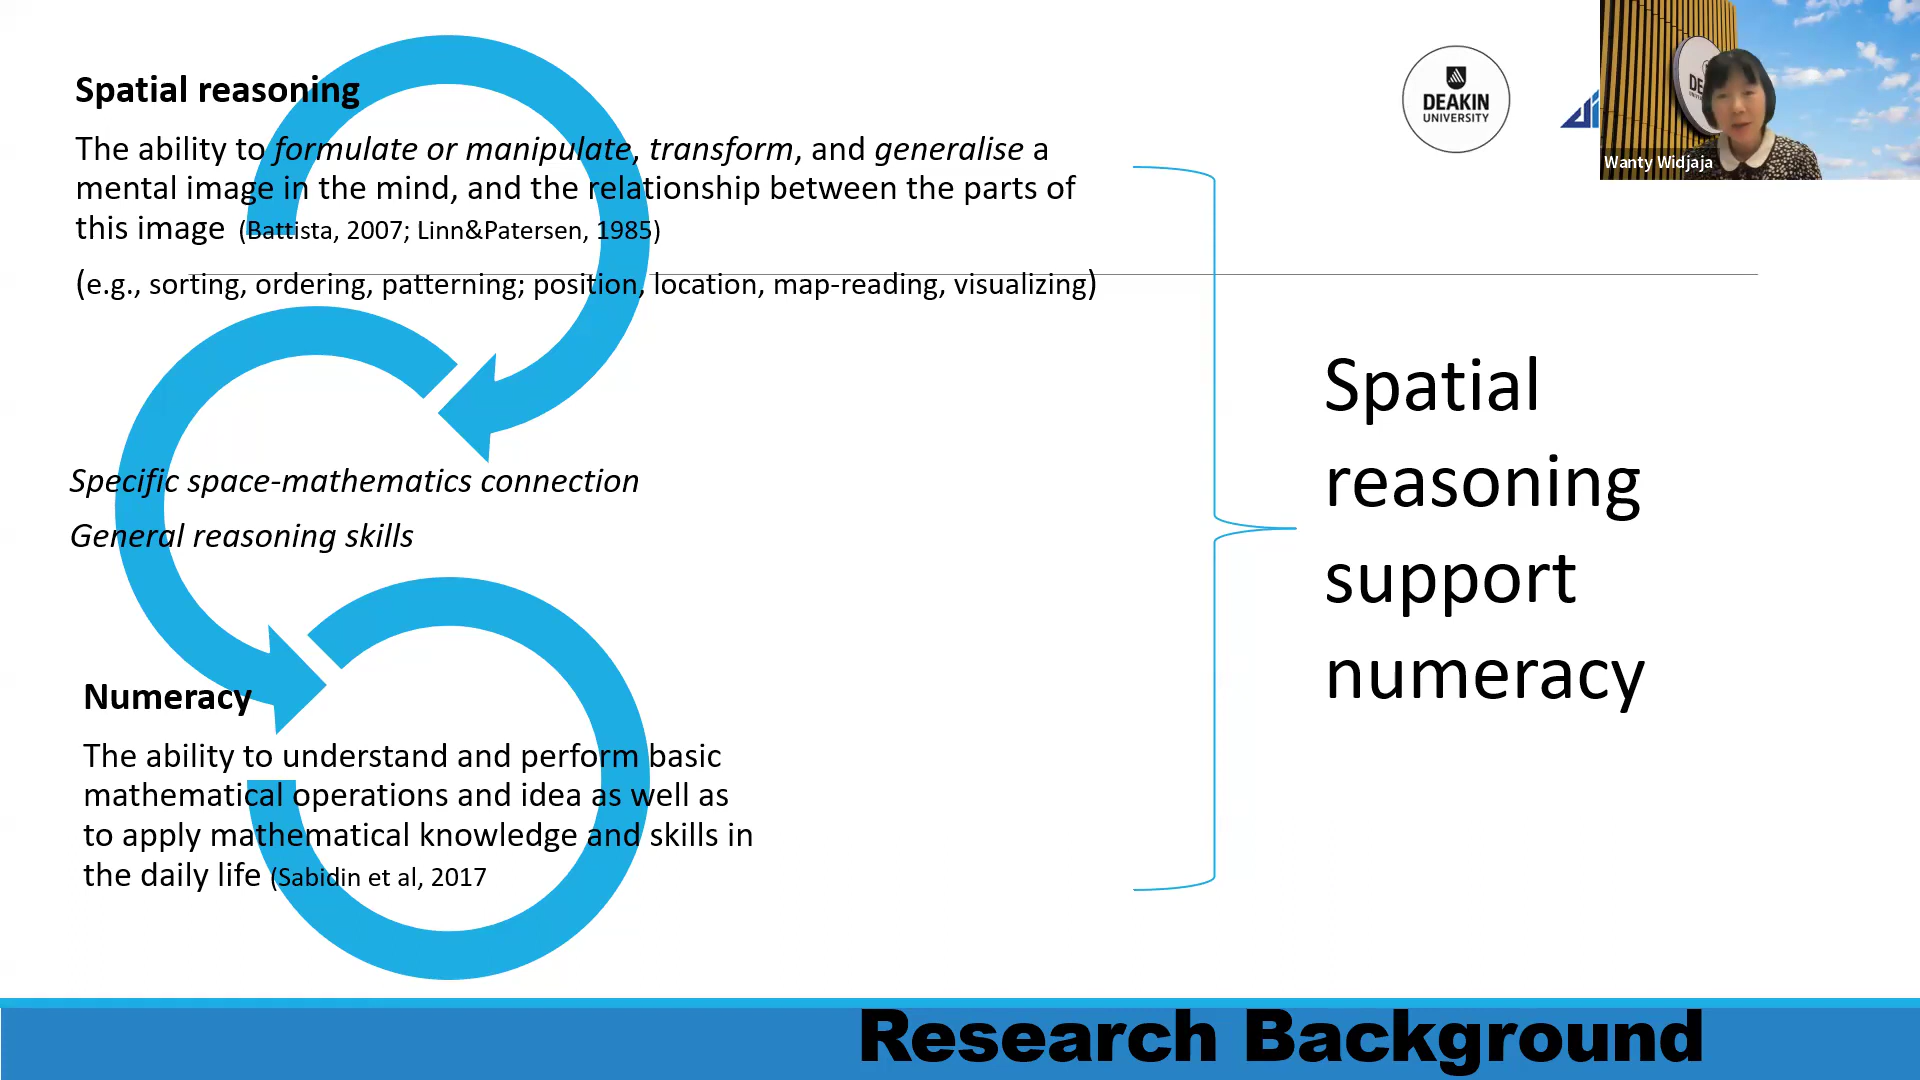 Spatial reasoning
The ability to formulate or manipulate, transform, and generalise a
mental image in the mind, and the relationship between the parts of
this image (Battista, 2007; Linn&Patersen, 1985)
(e.g., sorting, ordering, patterning; position, location, map-reading, visualizing)
Specific space-mathematics connection
General reasoning skills
Numeracy
The ability to understand and perform basic
mathematical operations and idea as well as
to apply mathematical knowledge and skills in
the daily life (Sabidin et al, 2017
DEAKIN
UNIVERSITY
Wanty Widjaja
Spatial
reasoning
support
numeracy
Research Background